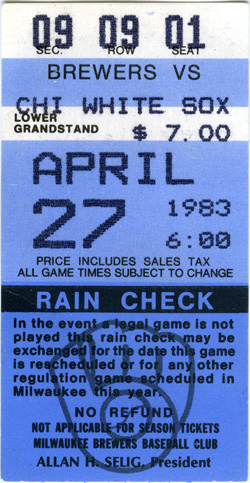 09 09 01
SEC. ROW SEAT
BREWERS VS
CHI WHITE SOX
LOWER
GRANDSTAND
$ 7.00
APRIL
27 1983
6:00
PRICE INCLUDES SALES TAX
ALL GAME TIMES SUBJECT TO CHANGE
RAIN CHECK
In the event a legal game is not
played this rain check may be
exchanged for the date this game
is rescheduled or for any other
regulation game scheduled in
Milwaukee this year.
NO REFUND
NOT APPLICABLE FOR SEASON TICKETS
MILWAUKEE BREWERS BASEBALL CLUB
ALLAN H. SELIG, President